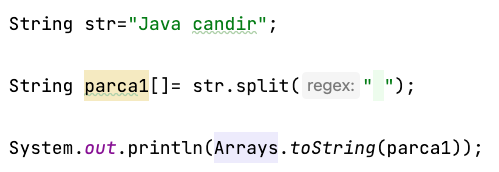 String str="Java candir";
String parca1[]= str.split( regex: " ");
System.out.println(Arrays.toString(parca1));